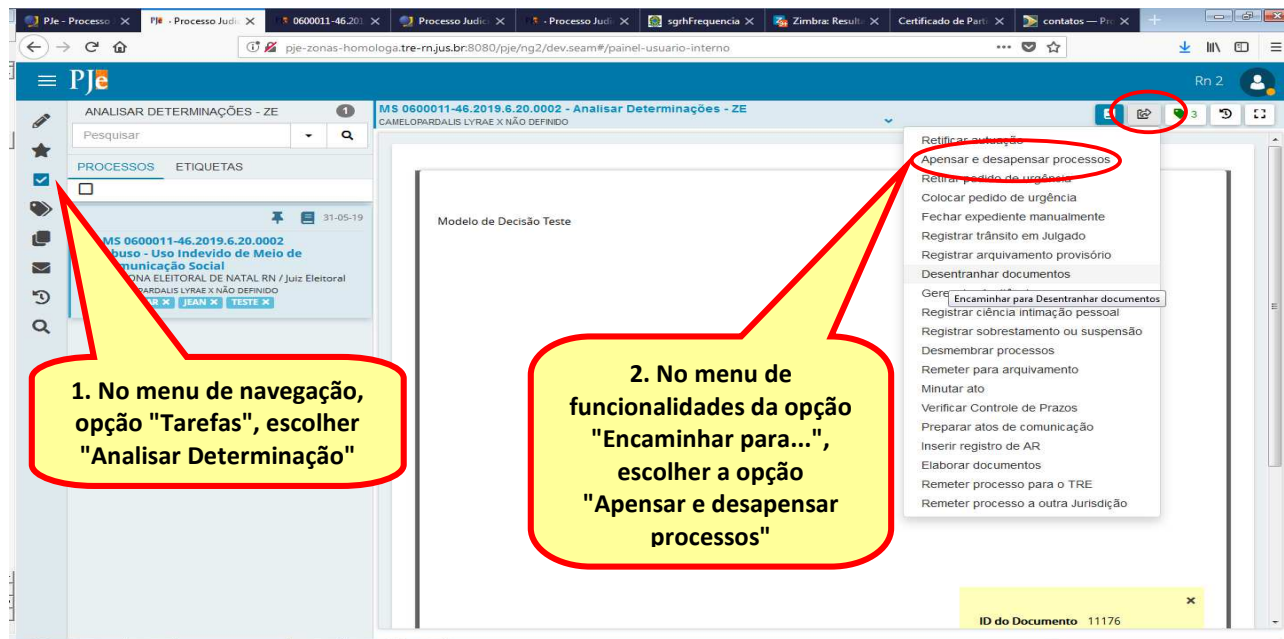 PJe - Processo
PJe - Processo Judic
0600011-46.201
Processo Judici
- Processo Judi
sgrhFrequencia
Zimbra: Resulta
Certificado de Parti
contatos — Pro
pje-zonas-homologa.tre-rn.jus.br:8080/pje/ng2/dev.seam#/painel-usuario-interno
PJe
Rn 2
ANALISAR DETERMINAÇÕES - ZE
1
Pesquisar
PROCESSOS ETIQUETAS
31-05-19
MS 0600011-46.2019.6.20.0002
buso - Uso Indevido de Meio de
municação Social
ONA ELEITORAL DE NATAL RN / Juiz Eleitoral
PARDALIS LYRAE X NÃO DEFINIDO
AR X JEAN X TESTE X
MS 0600011-46.2019.6.20.0002 - Analisar Determinações - ZE
CAMELOPARDALIS LYRAE X NÃO DEFINIDO
3
Modelo de Decisão Teste
Retificar autuação
Apensar e desapensar processos
Retirar pedido de urgência
Colocar pedido de urgência
Fechar expediente manualmente
Registrar trânsito em Julgado
Registrar arquivamento provisório
Desentranhar documentos
Encaminhar para Desentranhar documentos
Registrar ciência intimação pessoal
Registrar sobrestamento ou suspensão
Desmembrar processos
Remeter para arquivamento
Minutar ato
Verificar Controle de Prazos
Preparar atos de comunicação
Inserir registro de AR
Elaborar documentos
Remeter processo para o TRE
Remeter processo a outra Jurisdição
1. No menu de navegação,
opção "Tarefas", escolher
"Analisar Determinação"
2. No menu de
funcionalidades da opção
"Encaminhar para...",
escolher a opção
"Apensar e desapensar
processos"
ID do Documento 11176